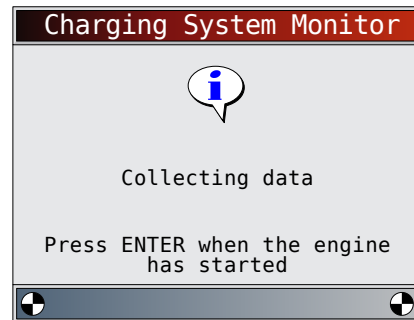 Charging System Monitor
i
Collecting data
Press ENTER when the engine
has started